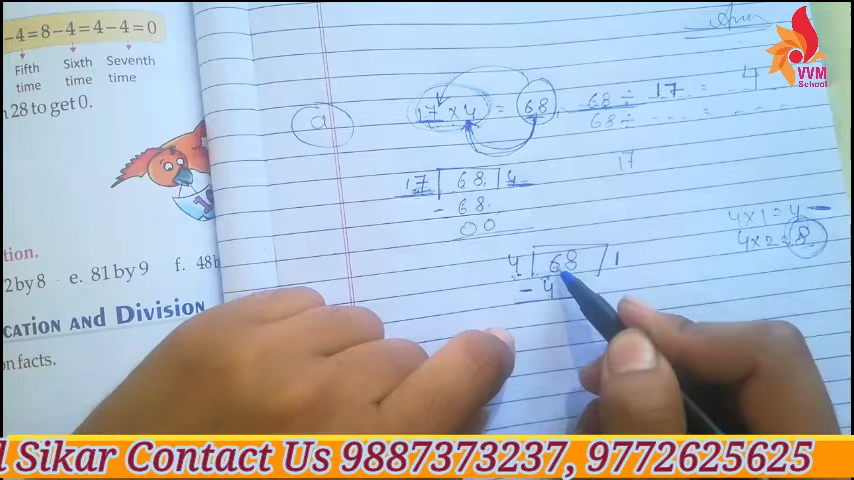 -4=8-4=4-4=0
Fifth time
Sixth time
Seventh time
28 to get 0.
tion.
2 by 8 e. 81 by 9 f. 48 b
CATION AND DIVISION
on facts.
Ans
a
17 × 4 = 68
68 ÷ 17 = 4
68 ÷ --- = ---
17
17 68 4
- 68
00
4 × 1 = 4
4 × 2 = 8
4 68 1
- 4
VVM
School
l Sikar Contact Us 9887373237, 9772625625